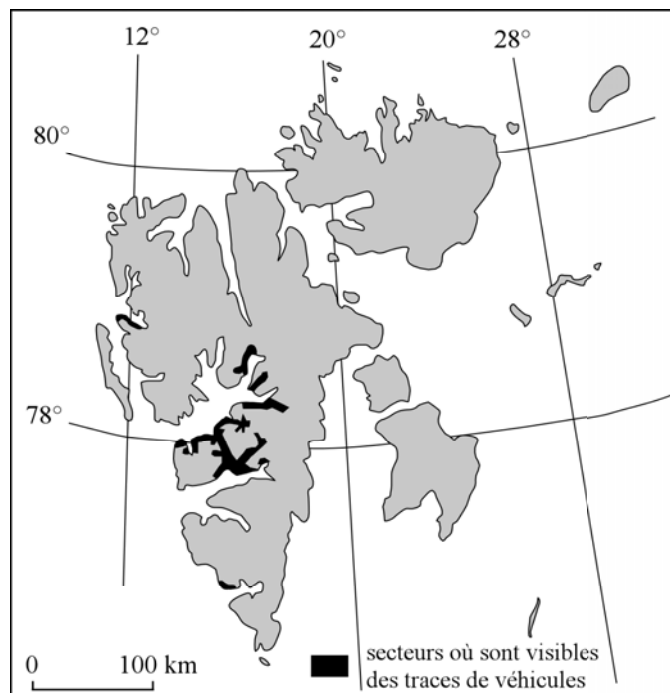 12°
20°
28°
80°
78°
0
100 km
secteurs où sont visibles
des traces de véhicules